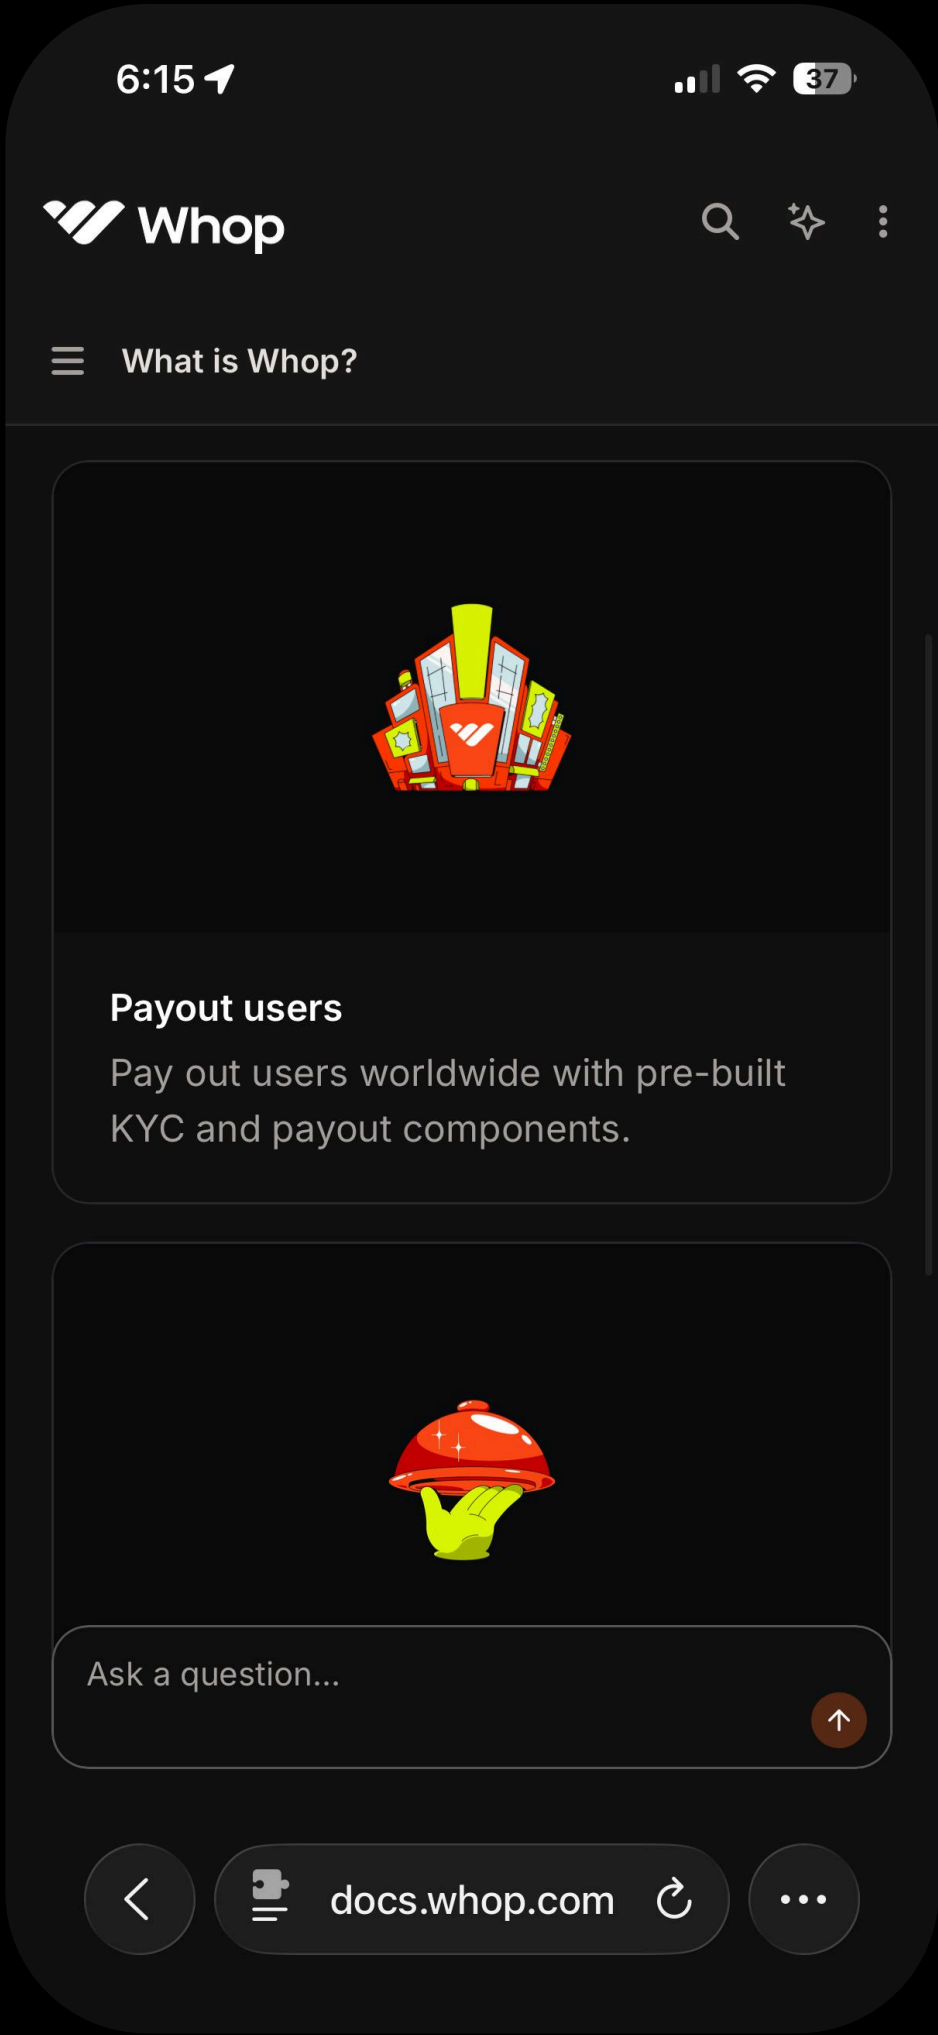 6:15
37
Whop
What is Whop?
Payout users
Pay out users worldwide with pre-built
KYC and payout components.
Ask a question...
docs.whop.com